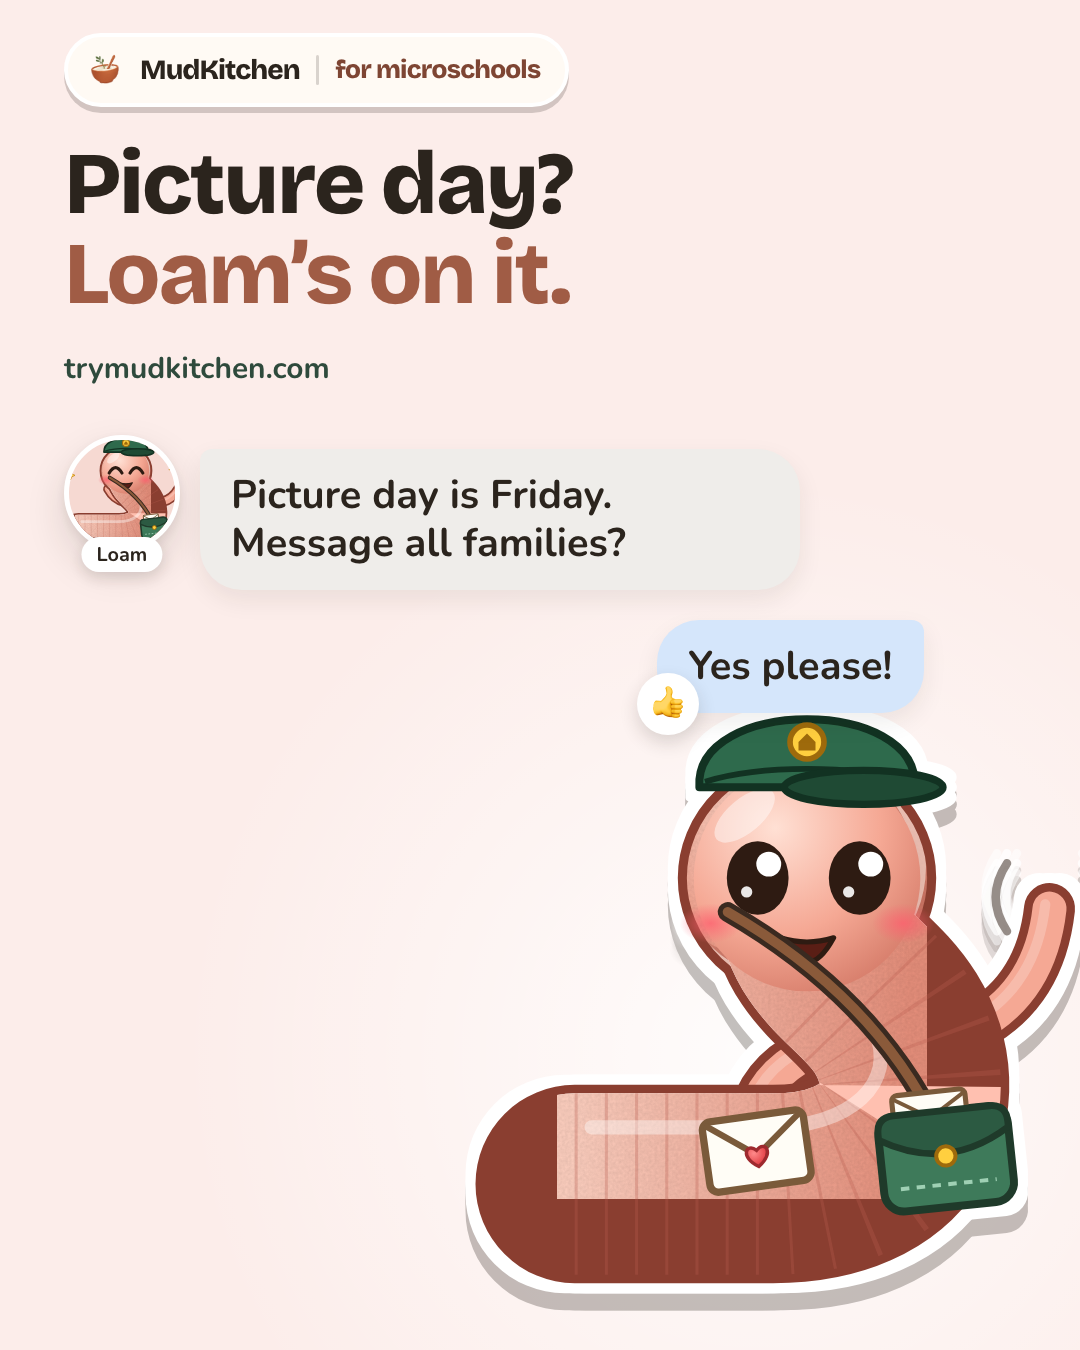 MudKitchen | for microschools
Picture day?
Loam’s on it.
trymudkitchen.com
Loam
Picture day is Friday.
Message all families?
Yes please!